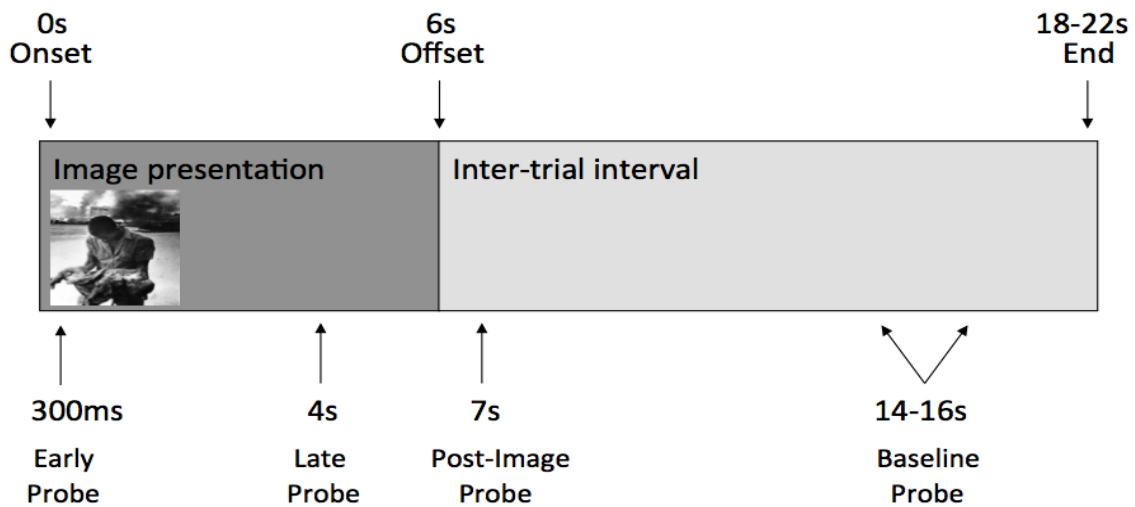 0s
Onset
6s
Offset
18-22s
End
Image presentation
Inter-trial interval
300ms
4s
7s
14-16s
Early
Probe
Late
Probe
Post-Image
Probe
Baseline
Probe